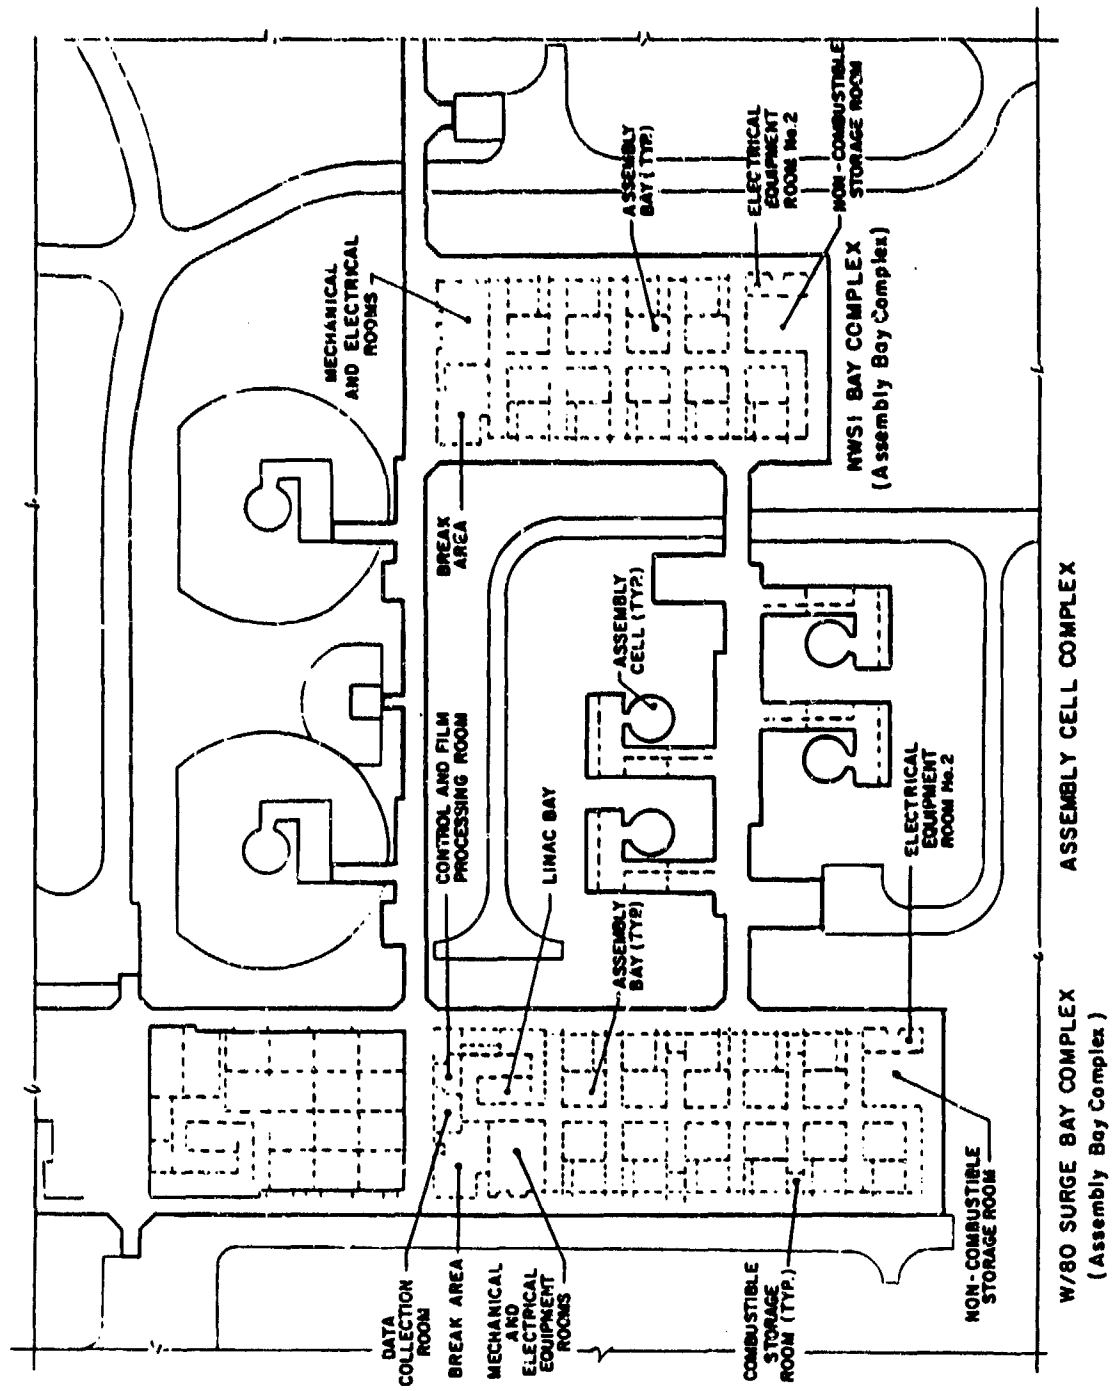 DATA
COLLECTION
ROOM
BREAK AREA
MECHANICAL
AND
ELECTRICAL
EQUIPMENT
ROOMS
COMBUSTIBLE
STORAGE
ROOM (TYP.)
NON-COMBUSTIBLE
STORAGE ROOM
W/80 SURGE BAY COMPLEX
(Assembly Bay Complex)
CONTROL AND FILM
PROCESSING ROOM
LINAC BAY
ASSEMBLY
BAY (TYP.)
ELECTRICAL
EQUIPMENT
ROOM No.2
ASSEMBLY
CELL (TYP.)
ASSEMBLY CELL COMPLEX
BREAK
AREA
MECHANICAL
AND ELECTRICAL
ROOMS
ASSEMBLY
BAY (TYP.)
ELECTRICAL
EQUIPMENT
ROOM No.2
NON-COMBUSTIBLE
STORAGE ROOM
NWSI BAY COMPLEX
(Assembly Bay Complex)